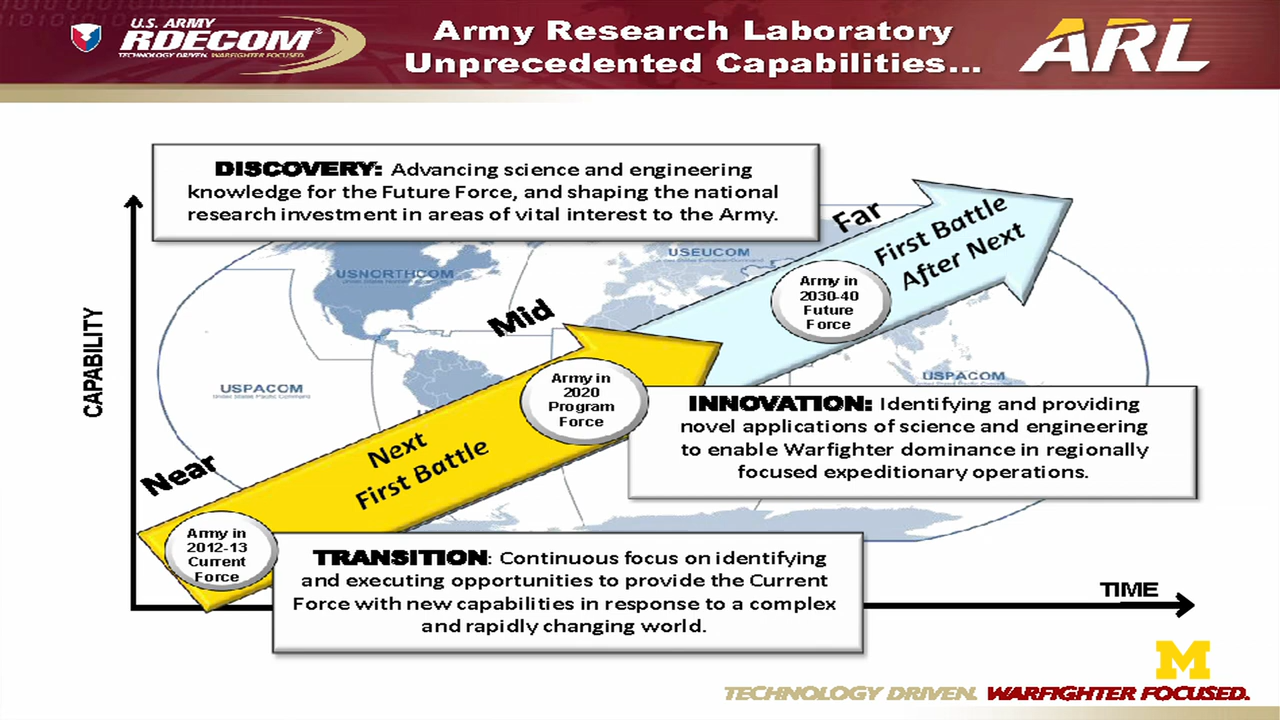 U.S. ARMY
RDECOM®
TECHNOLOGY DRIVEN. WARFIGHTER FOCUSED.
Army Research Laboratory
Unprecedented Capabilities...
ARL
DISCOVERY: Advancing science and engineering
knowledge for the Future Force, and shaping the national
research investment in areas of vital interest to the Army.
Far
First Battle
After Next
USNORTHCOM
USEUCOM
Army in
2030-40
Future
Force
Mid
CAPABILITY
USPACOM
United States Pacific Command
USPACOM
Army in
2020
Program
Force
INNOVATION: Identifying and providing
novel applications of science and engineering
to enable Warfighter dominance in regionally
focused expeditionary operations.
Next
First Battle
Near
Army in
2012-13
Current
Force
TRANSITION: Continuous focus on identifying
and executing opportunities to provide the Current
Force with new capabilities in response to a complex
and rapidly changing world.
TIME
M
TECHNOLOGY DRIVEN. WARFIGHTER FOCUSED.